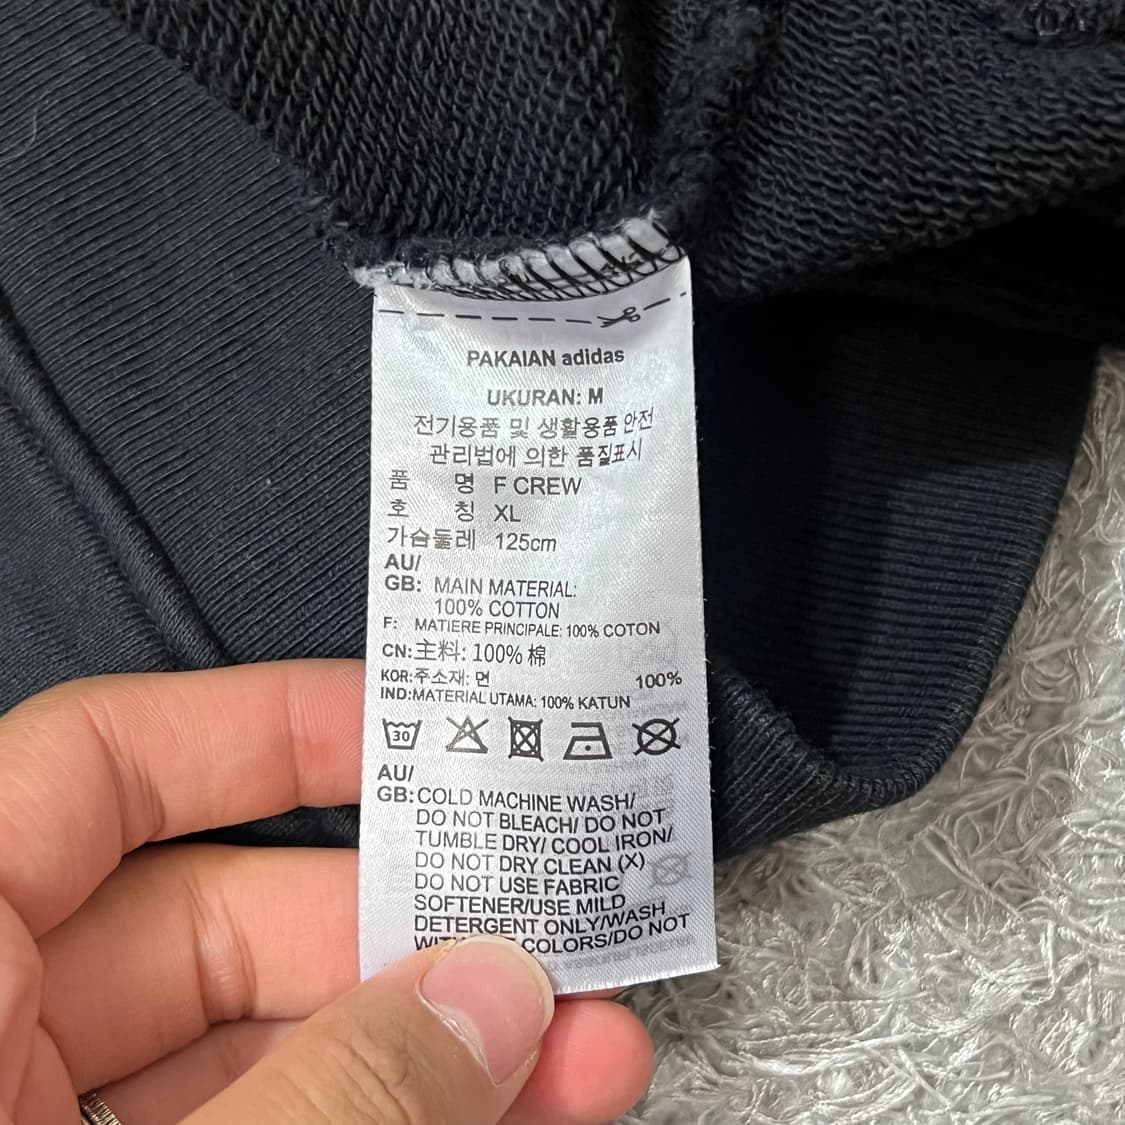 PAKAIAN adidas
UKURAN: M
전기용품 및 생활용품 안전
관리법에 의한 품질표시
품 명 F CREW
호 칭 XL
가슴둘레 125cm
AU/
GB: MAIN MATERIAL:
100% COTTON
F: MATIERE PRINCIPALE: 100% COTON
CN: 主料: 100% 棉
KOR: 주소재: 면 100%
IND: MATERIAL UTAMA: 100% KATUN
30
AU/
GB: COLD MACHINE WASH/
DO NOT BLEACH/ DO NOT
TUMBLE DRY/ COOL IRON/
DO NOT DRY CLEAN (X)
DO NOT USE FABRIC
SOFTENER/USE MILD
DETERGENT ONLY/WASH
COLORS/DO NOT